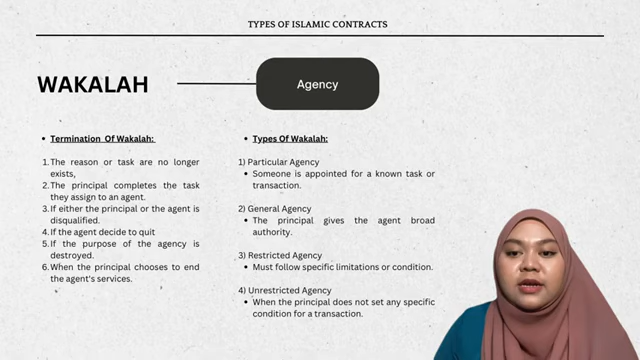 TYPES OF ISLAMIC CONTRACTS
WAKALAH
Agency
• Termination Of Wakalah:
1. The reason or task are no longer
exists,
2. The principal completes the task
they assign to an agent.
3. If either the principal or the agent is
disqualified.
4. If the agent decide to quit
5. If the purpose of the agency is
destroyed.
6. When the principal chooses to end
the agent's services.
• Types Of Wakalah:
1) Particular Agency
• Someone is appointed for a known task or
transaction.
2) General Agency
• The principal gives the agent broad
authority.
3) Restricted Agency
• Must follow specific limitations or condition.
4) Unrestricted Agency
• When the principal does not set any specific
condition for a transaction.